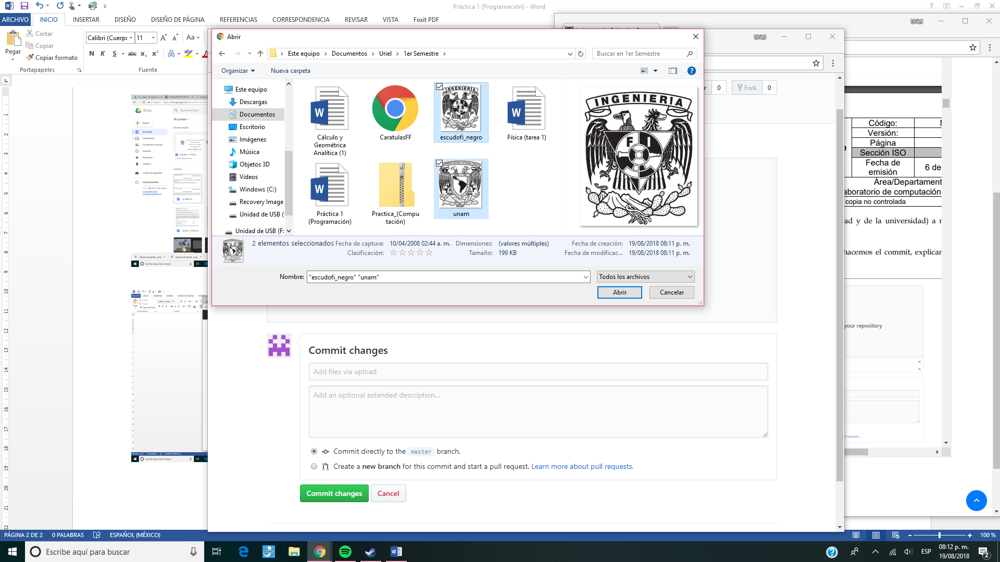 Práctica 1 (Programación) - Word
ARCHIVO INICIO INSERTAR DISEÑO DISEÑO DE PÁGINA REFERENCIAS CORRESPONDENCIA REVISAR VISTA Foxit PDF
Uriel
Pegar
Cortar
Copiar
Copiar formato
Portapapeles
Calibri (Cuerpo 11
Fuente
Abrir
Uriel
Este equipo Documentos Uriel 1er Semestre
Buscar en 1er Semestre
Organizar Nueva carpeta
Este equipo
Descargas
Documentos
Escritorio
Imágenes
Música
Objetos 3D
Vídeos
Windows (C:)
Recovery Image
Unidad de USB (
Unidad de USB (F:
Cálculo y
Geometrica
Analítica (1)
CaratulasFF
escudofi_negro
Física (tarea 1)
Práctica 1
(Programación)
Practica_(Compu
tación)
unam
INGENIERIA
FI
2 elementos seleccionados
Fecha de captura: 10/04/2008 02:44 a. m.
Clasificación:
Dimensiones: (valores múltiples)
Tamaño: 199 KB
Fecha de creación: 19/08/2018 08:11 p. m.
Fecha de modificac... 19/08/2018 08:11 p. m.
Nombre: "escudofi_negro" "unam"
Todos los archivos
Abrir Cancelar
0 Fork 0
Código:
Versión:
Página
Sección ISO
Fecha de
emisión
6 de
Área/Departament
aboratorio de computación
copia no controlada
ad y de la universidad) a
hacemos el commit, explicar
your repository
Commit changes
Add files via upload
Add an optional extended description...
Commit directly to the master branch.
Create a new branch for this commit and start a pull request. Learn more about pull requests.
Commit changes Cancel
PÁGINA 2 DE 2 0 PALABRAS ESPAÑOL (MÉXICO)
100 %
Escribe aquí para buscar
ESP
08:12 p. m.
19/08/2018
2